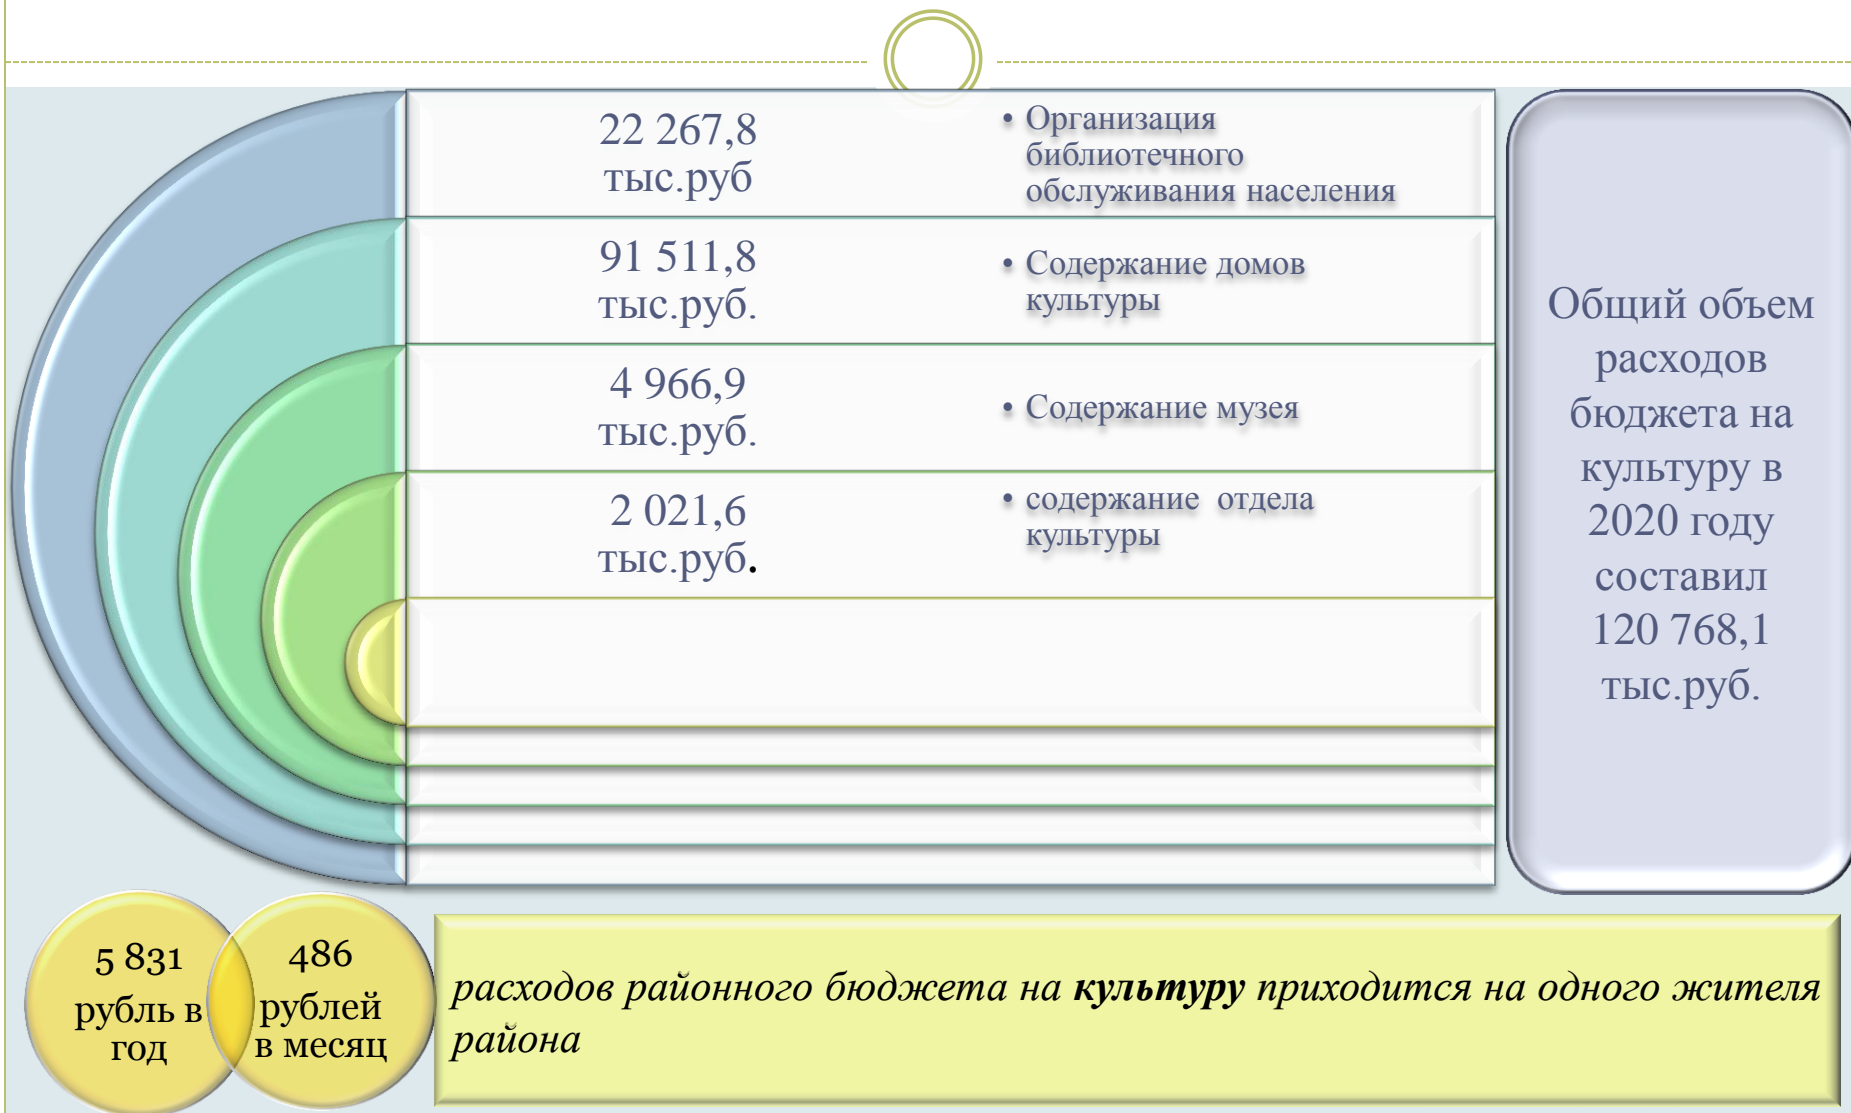 22 267,8
тыс.руб
• Организация
библиотечного
обслуживания населения
91 511,8
тыс.руб.
• Содержание домов
культуры
4 966,9
тыс.руб.
• Содержание музея
2 021,6
тыс.руб.
• содержание отдела
культуры
Общий объем
расходов
бюджета на
культуру в
2020 году
составил
120 768,1
тыс.руб.
5 831
рубль в
год
486
рублей
в месяц
расходов районного бюджета на культуру приходится на одного жителя
района